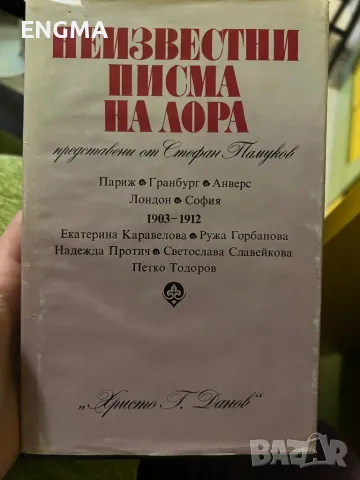 ENGMA
НЕИЗВЕСТНИ
ПИСМА
НА ЛОРА
представени от Стефан Памуков
Париж Гранбург Анверс
Лондон София
1903–1912
Екатерина Каравелова Ружа Горбанова
Надежда Протич Светослава Славейкова
Петко Тодоров
„Христо Г. Данов“
BAZAR